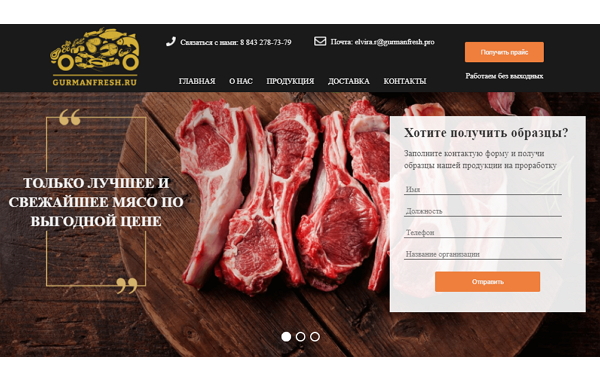 Связаться с нами: 8 843 278-73-79
Почта: elvira.r@gurmanfresh.pro
Получить прайс
GURMANFRESH.RU
ГЛАВНАЯ О НАС ПРОДУКЦИЯ ДОСТАВКА КОНТАКТЫ
Работаем без выходных
“
ТОЛЬКО ЛУЧШЕЕ И
СВЕЖАЙШЕЕ МЯСО ПО
ВЫГОДНОЙ ЦЕНЕ
”
Хотите получить образцы?
Заполните контактую форму и получи
образцы нашей продукции на проработку
Имя
Должность
Телефон
Название организации
Отправить